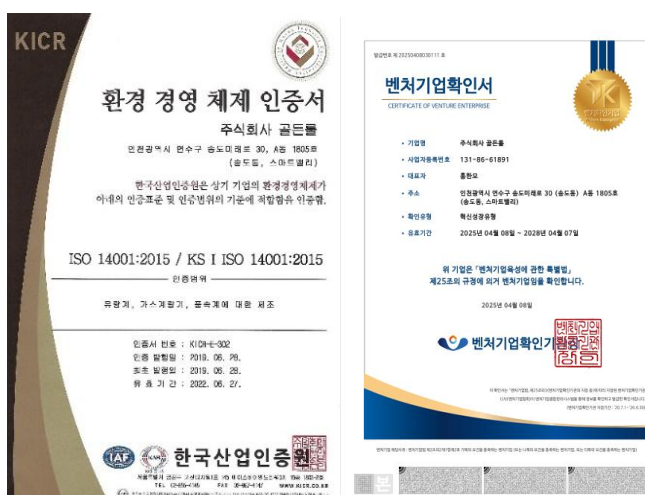 KICR
환경 경영 체제 인증서
주식회사 골든룰
인천광역시 연수구 송도미래로 30, A동 1805호
(송도동, 스마트밸리)
한국산업인증원은 상기 기업의 환경경영체제가
아래의 인증표준 및 인증범위의 기준에 적합함을 인증함.
ISO 14001:2015 / KS I ISO 14001:2015
인증범위
유량계, 가스계량기, 풍속계에 대한 제조
인증서 번호 : KICR-E-302
인증 발행일 : 2019. 06. 28.
최초 발행일 : 2019. 06. 28.
유 효 기 간 : 2022. 06. 27.
IAF
한국산업인증원
WWW.KICR.CO.KR
발급번호 제 20250408030111 호
벤처기업확인서
CERTIFICATE OF VENTURE ENTERPRISE
• 기업명 주식회사 골든룰
• 사업자등록번호 131-86-61891
• 대표자 홍한모
• 주소 인천광역시 연수구 송도미래로 30 (송도동) A동 1805호
(송도동, 스마트밸리)
• 확인유형 혁신성장유형
• 유효기간 2025년 04월 08일 ~ 2028년 04월 07일
위 기업은 「벤처기업육성에 관한 특별법」
제25조의 규정에 의거 벤처기업임을 확인합니다.
2025년 04월 08일
벤처기업확인기관장
본